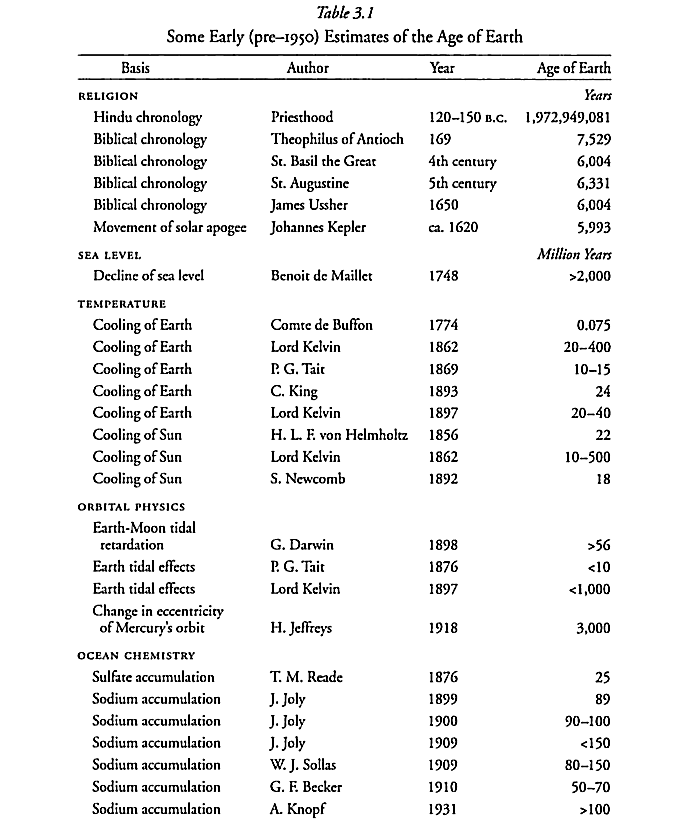 Table 3.1
Some Early (pre–1950) Estimates of the Age of Earth
Basis Author Year Age of Earth
RELIGION Years
Hindu chronology Priesthood 120–150 B.C. 1,972,949,081
Biblical chronology Theophilus of Antioch 169 7,529
Biblical chronology St. Basil the Great 4th century 6,004
Biblical chronology St. Augustine 5th century 6,331
Biblical chronology James Ussher 1650 6,004
Movement of solar apogee Johannes Kepler ca. 1620 5,993
SEA LEVEL Million Years
Decline of sea level Benoit de Maillet 1748 >2,000
TEMPERATURE
Cooling of Earth Comte de Buffon 1774 0.075
Cooling of Earth Lord Kelvin 1862 20–400
Cooling of Earth P. G. Tait 1869 10–15
Cooling of Earth C. King 1893 24
Cooling of Earth Lord Kelvin 1897 20–40
Cooling of Sun H. L. F. von Helmholtz 1856 22
Cooling of Sun Lord Kelvin 1862 10–500
Cooling of Sun S. Newcomb 1892 18
ORBITAL PHYSICS
Earth-Moon tidal
retardation G. Darwin 1898 >56
Earth tidal effects P. G. Tait 1876 <10
Earth tidal effects Lord Kelvin 1897 <1,000
Change in eccentricity
of Mercury's orbit H. Jeffreys 1918 3,000
OCEAN CHEMISTRY
Sulfate accumulation T. M. Reade 1876 25
Sodium accumulation J. Joly 1899 89
Sodium accumulation J. Joly 1900 90–100
Sodium accumulation J. Joly 1909 <150
Sodium accumulation W. J. Sollas 1909 80–150
Sodium accumulation G. F. Becker 1910 50–70
Sodium accumulation A. Knopf 1931 >100